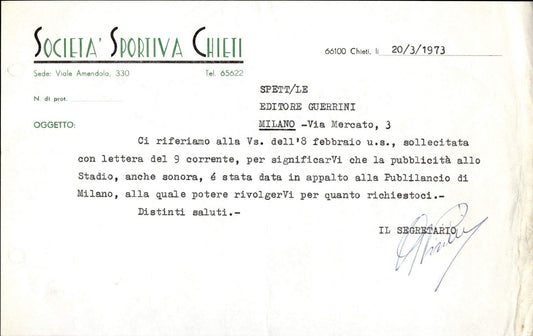 SOCIETA' SPORTIVA CHIETI
66100 Chieti, lì 20/3/1973
Sede: Viale Amendola, 330 Tel. 65622
SPETT/LE
N. di prot.
EDITORE GUERRINI
OGGETTO:
MILANO -Via Mercato, 3
Ci riferiamo alla Vs. dell'8 febbraio u.s., sollecitata
con lettera del 9 corrente, per significarVi che la pubblicità allo
Stadio, anche sonora, é stata data in appalto alla Publilancio di
Milano, alla quale potere rivolgerVi per quanto richiestoci.-
Distinti saluti.-
IL SEGRETARIO